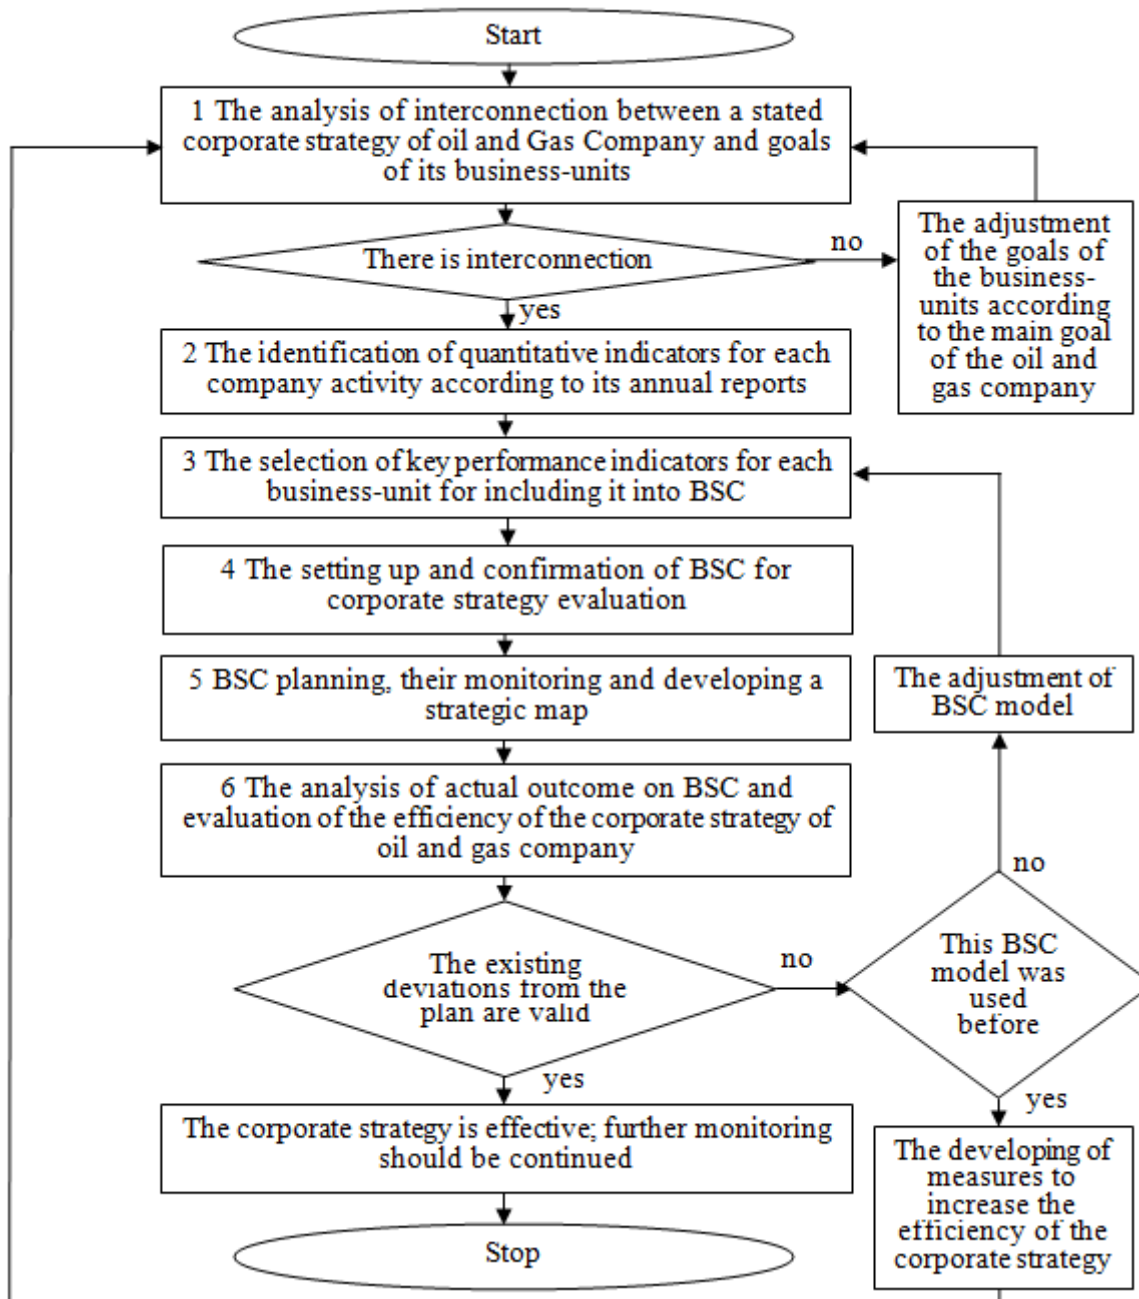 Start
1 The analysis of interconnection between a stated
corporate strategy of oil and Gas Company and goals
of its business-units
There is interconnection
no
The adjustment
of the goals of
the business-
units according
to the main goal
of the oil and
gas company
yes
2 The identification of quantitative indicators for each
company activity according to its annual reports
3 The selection of key performance indicators for each
business-unit for including it into BSC
4 The setting up and confirmation of BSC for
corporate strategy evaluation
5 BSC planning, their monitoring and developing a
strategic map
The adjustment of
BSC model
6 The analysis of actual outcome on BSC and
evaluation of the efficiency of the corporate strategy of
oil and gas company
no
The existing
deviations from the
plan are valid
no
This BSC
model was
used
before
yes
yes
The corporate strategy is effective; further monitoring
should be continued
The developing of
measures to
increase the
efficiency of the
corporate strategy
Stop